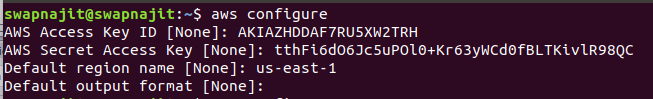 swapnajit@swapnajit:~$ aws configure
AWS Access Key ID [None]: AKIAZHDDAF7RU5XW2TRH
AWS Secret Access Key [None]: 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
Default region name [None]: us-east-1
Default output format [None]: